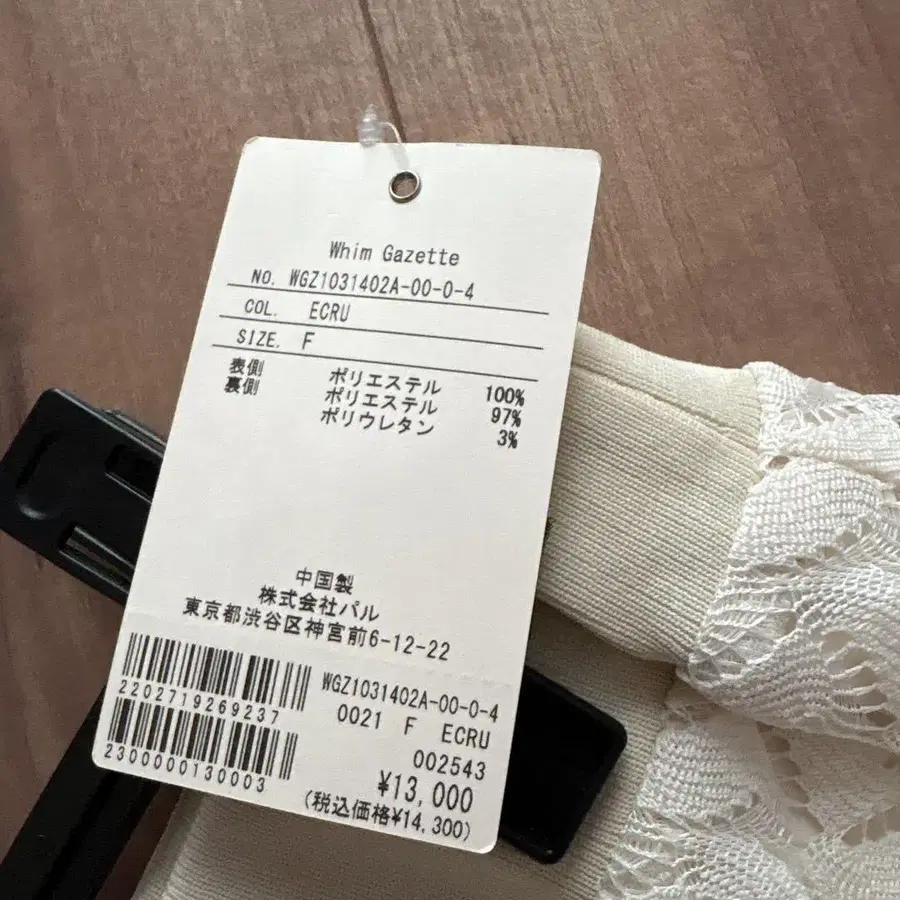 Whim Gazette
NO. WGZ1031402A-00-0-4
COL. ECRU
SIZE. F
表側 ポリエステル 100%
裏側 ポリエステル 97%
ポリウレタン 3%
中国製
株式会社パル
東京都渋谷区神宮前6-12-22
2202719269237
WGZ1031402A-00-0-4
0021 F ECRU
002543
2300000130003
¥13,000
(税込価格¥14,300)